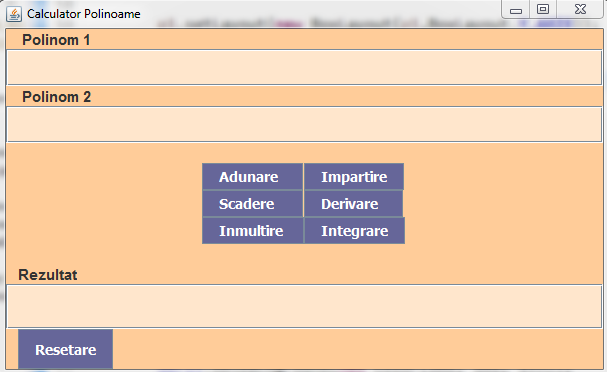 Calculator Polinoame
Polinom 1
Polinom 2
Adunare Impartire
Scadere Derivare
Inmultire Integrare
Rezultat
Resetare